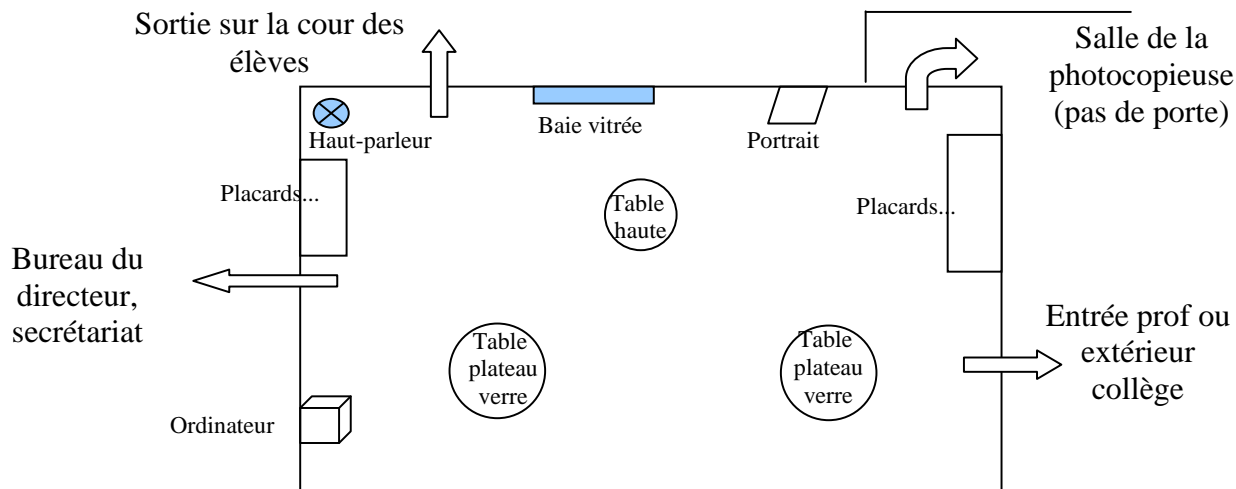 Sortie sur la cour des
élèves
Salle de la
photocopieuse
(pas de porte)
Haut-parleur
Baie vitrée
Portrait
Placards...
Table
haute
Placards...
Bureau du
directeur,
secrétariat
Table
plateau
verre
Table
plateau
verre
Entrée prof ou
extérieur
collège
Ordinateur